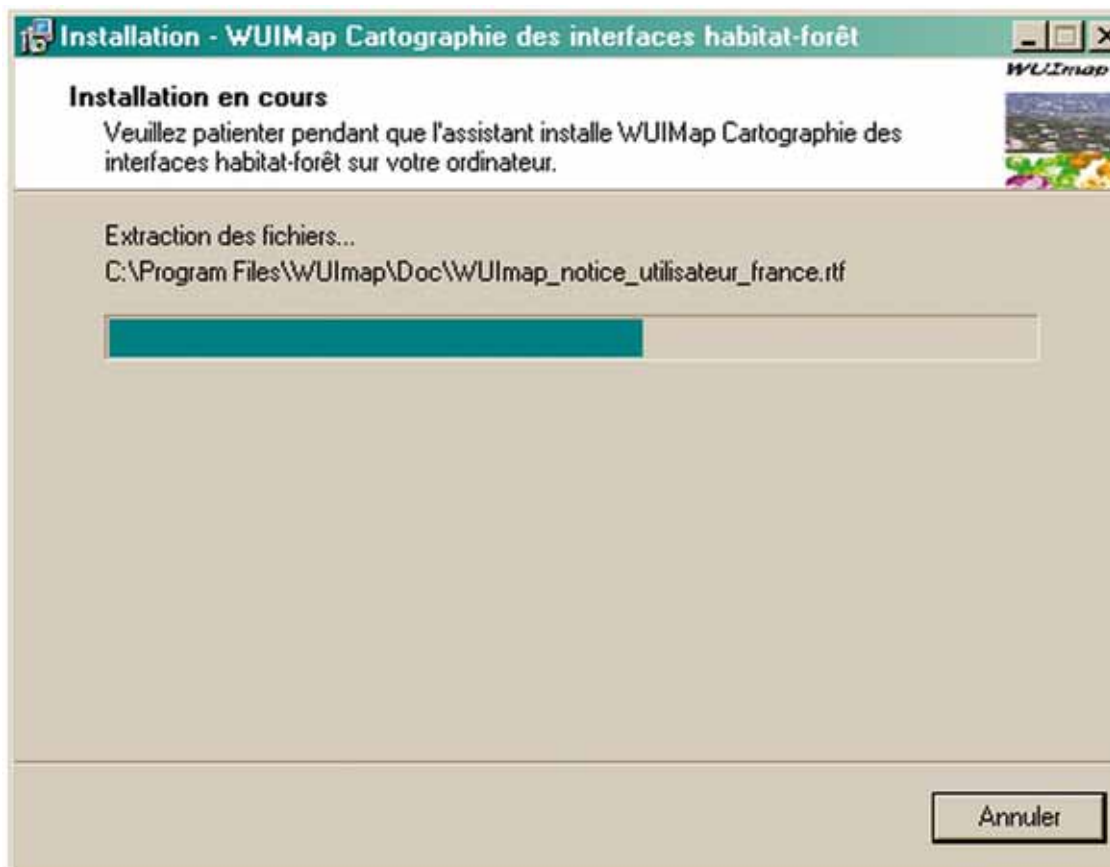 Installation - WUIMap Cartographie des interfaces habitat-forêt
WUImap
Installation en cours
Veuillez patienter pendant que l'assistant installe WUIMap Cartographie des
interfaces habitat-forêt sur votre ordinateur.
Extraction des fichiers...
C:\Program Files\WUImap\Doc\WUImap_notice_utilisateur_france.rtf
Annuler